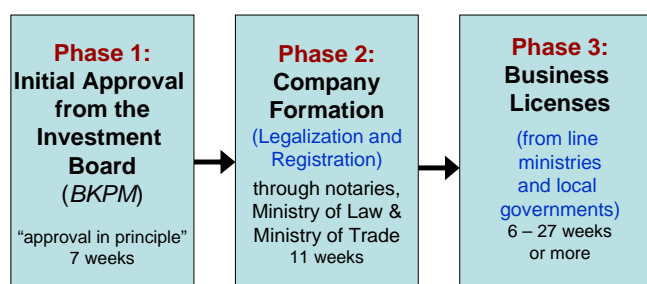 Phase 1:
Initial Approval
from the
Investment
Board
(BKPM)
“approval in principle”
7 weeks
Phase 2:
Company
Formation
(Legalization and
Registration)
through notaries,
Ministry of Law &
Ministry of Trade
11 weeks
Phase 3:
Business
Licenses
(from line
ministries
and local
governments)
6 – 27 weeks
or more